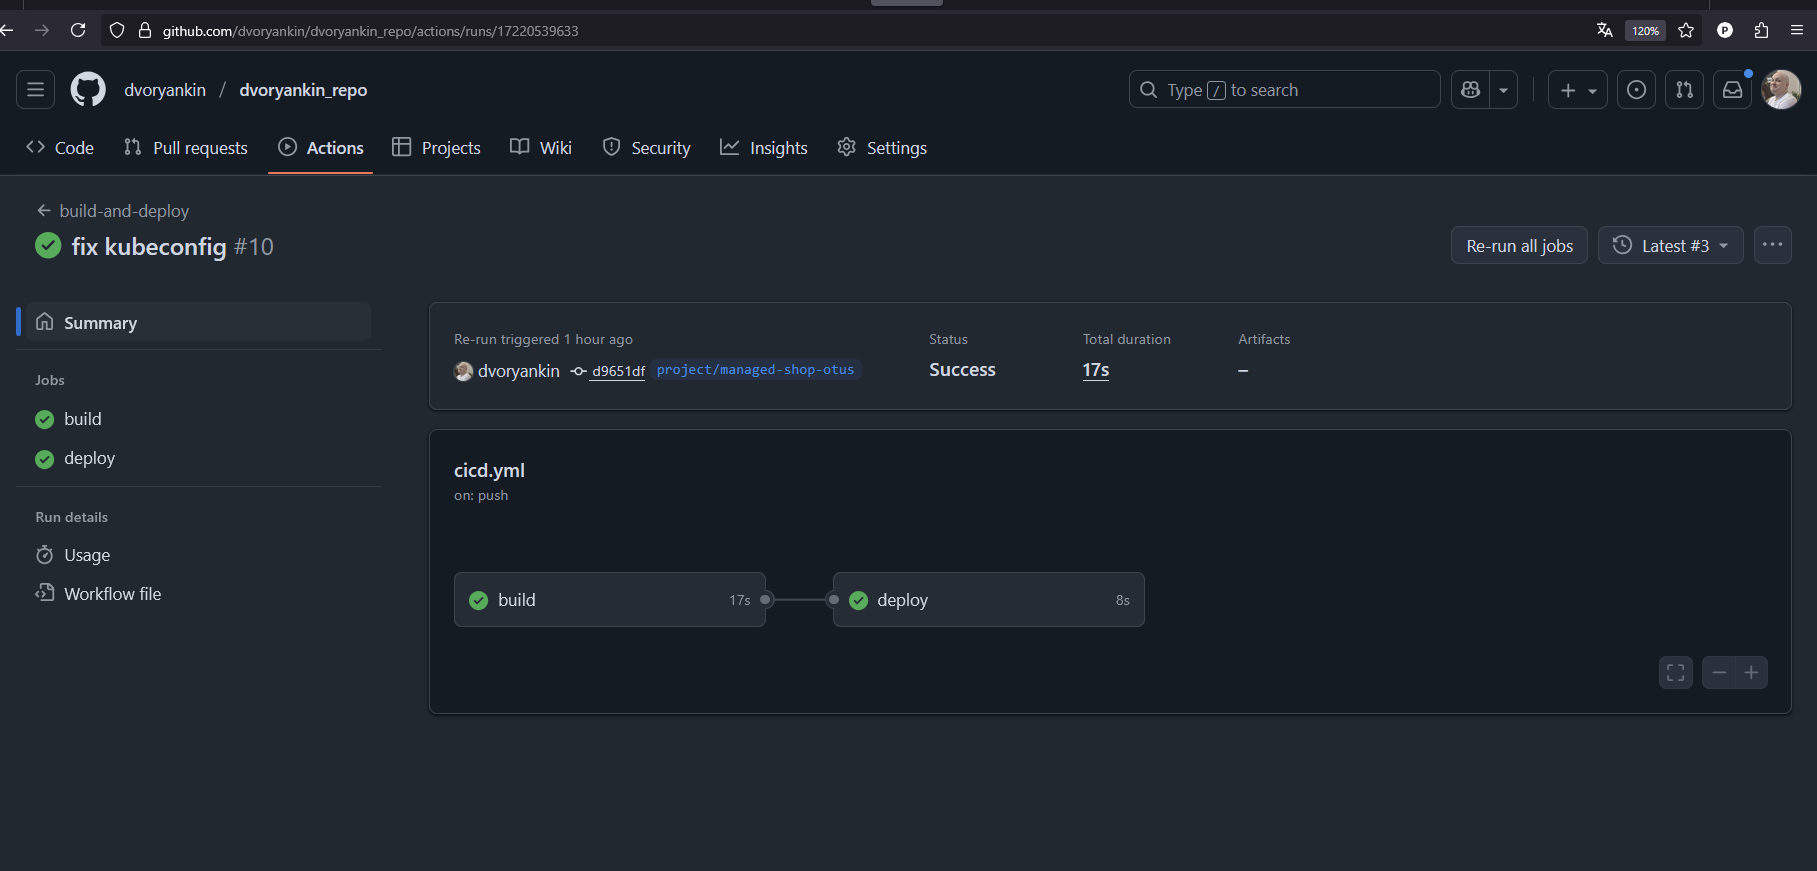 github.com/dvoryankin/dvoryankin_repo/actions/runs/17220539633
120%
P
dvoryankin / dvoryankin_repo
Type / to search
Code
Pull requests
Actions
Projects
Wiki
Security
Insights
Settings
build-and-deploy
fix kubeconfig #10
Re-run all jobs
Latest #3
Summary
Jobs
build
deploy
Run details
Usage
Workflow file
Re-run triggered 1 hour ago
dvoryankin d9651df project/managed-shop-otus
Status
Success
Total duration
17s
Artifacts
–
cicd.yml
on: push
build 17s
deploy 8s